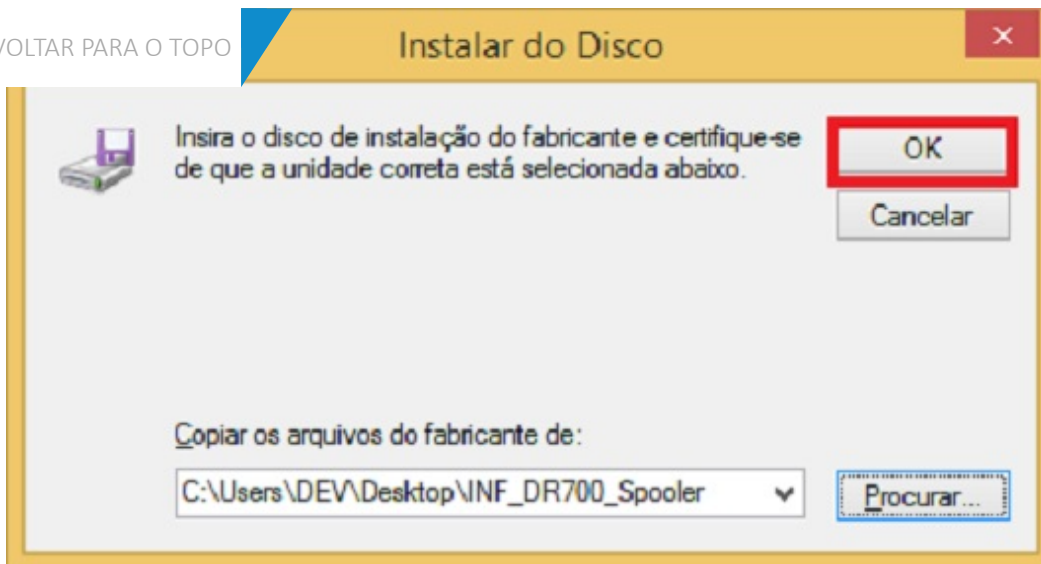 VOLTAR PARA O TOPO
Instalar do Disco
Insira o disco de instalação do fabricante e certifique-se
de que a unidade correta está selecionada abaixo.
OK
Cancelar
Copiar os arquivos do fabricante de:
C:\Users\DEV\Desktop\INF_DR700_Spooler
Procurar...